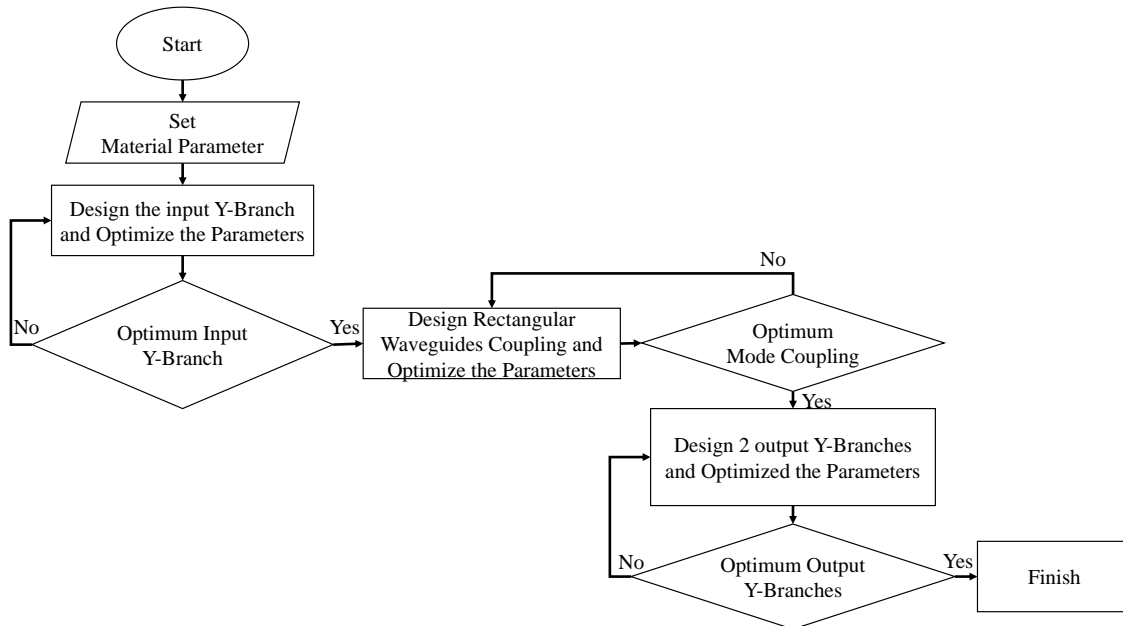 Start
Set
Material Parameter
Design the input Y-Branch
and Optimize the Parameters
No
Optimum Input
Y-Branch
Yes
Design Rectangular
Waveguides Coupling and
Optimize the Parameters
No
Optimum
Mode Coupling
Yes
Design 2 output Y-Branches
and Optimized the Parameters
No
Optimum Output
Y-Branches
Yes
Finish